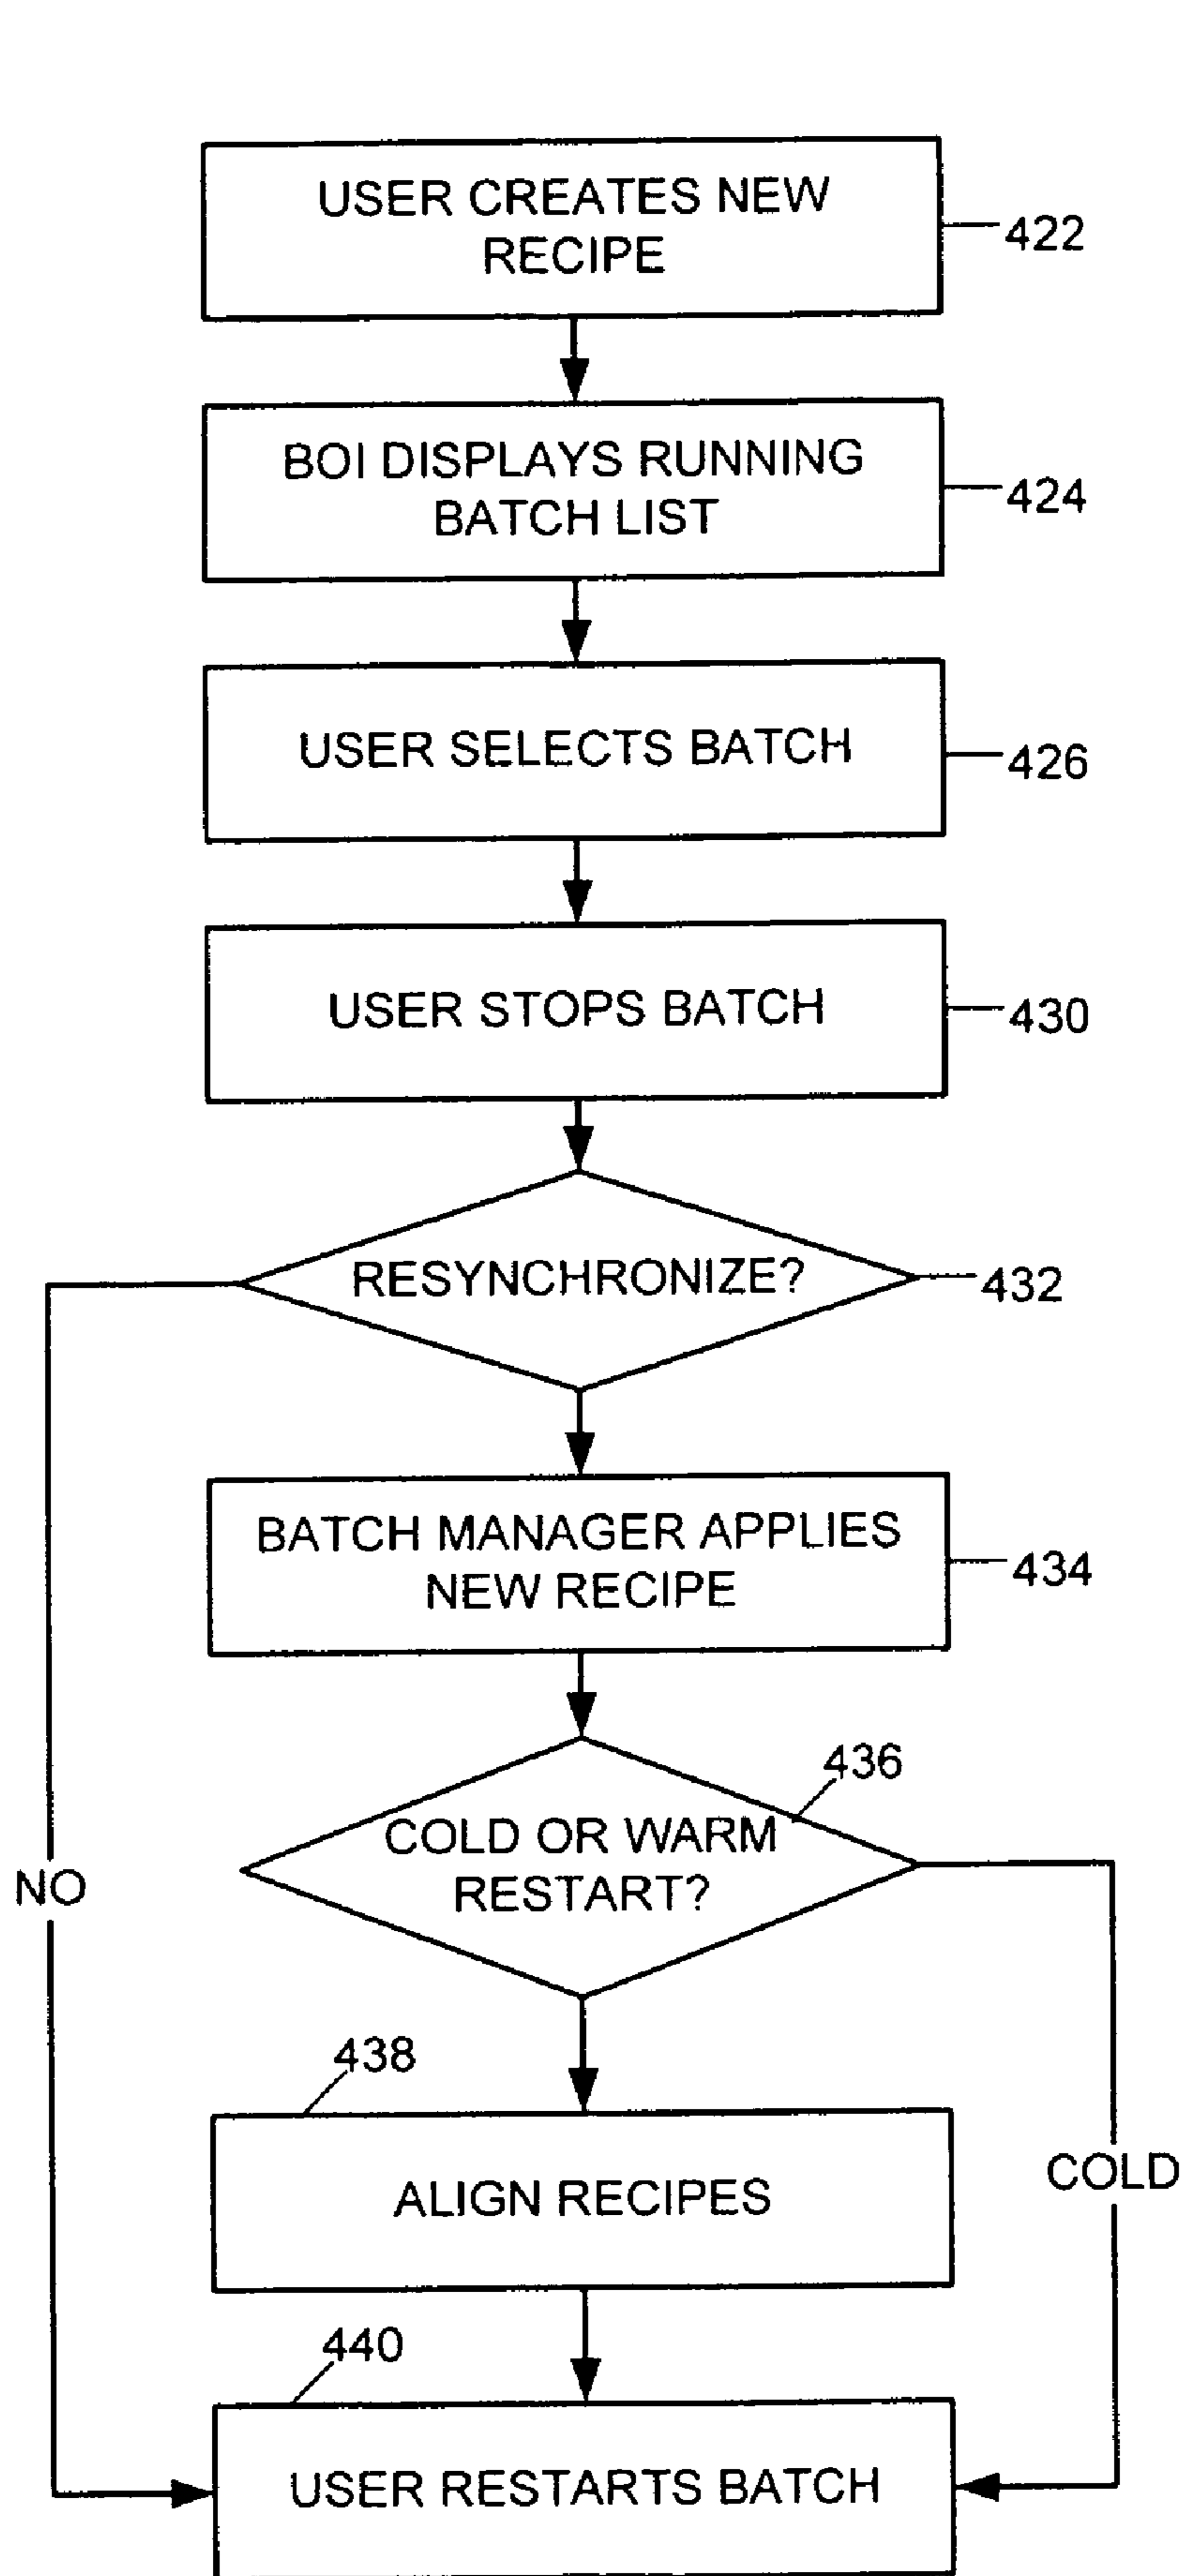 USER CREATES NEW
RECIPE
422
BOI DISPLAYS RUNNING
BATCH LIST
424
USER SELECTS BATCH
426
USER STOPS BATCH
430
RESYNCHRONIZE?
432
BATCH MANAGER APPLIES
NEW RECIPE
434
436
COLD OR WARM
RESTART?
NO
438
ALIGN RECIPES
COLD
440
USER RESTARTS BATCH